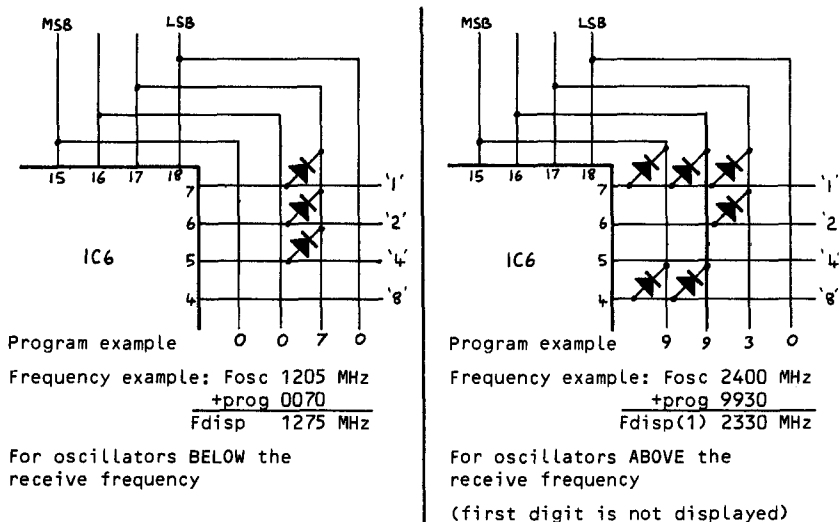 MSB LSB
15 16 17 18
7 '1'
6 '2'
IC6 5 '4'
4 '8'
Program example 0 0 7 0
Frequency example: Fosc 1205 MHz
+prog 0070
Fdisp 1275 MHz
For oscillators BELOW the
receive frequency
MSB LSB
15 16 17 18
7 '1'
6 '2
IC6 5 '4
4 '8'
Program example 9 9 3 0
Frequency example: Fosc 2400 MHz
+prog 9930
Fdisp(1) 2330 MHz
For oscillators ABOVE the
receive frequency
(first digit is not displayed)